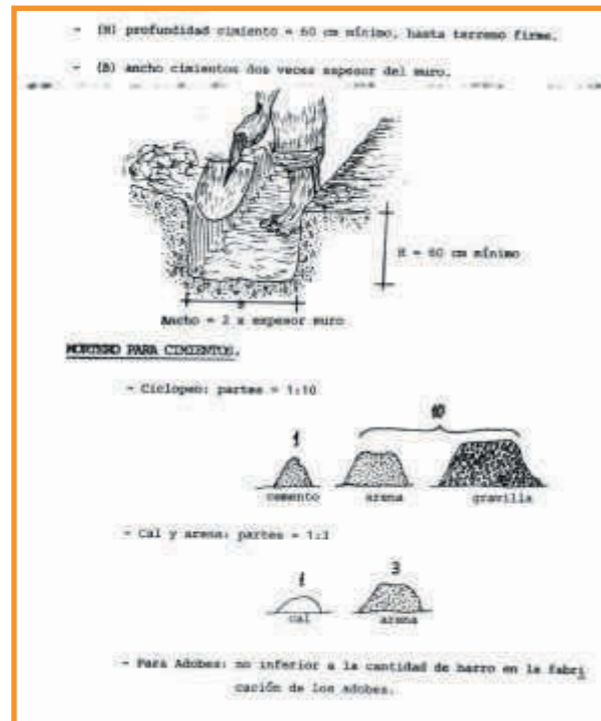 - (H) profundidad cimiento = 60 cm mínimo, hasta terreno firme.
- (B) ancho cimientos dos veces espesor del muro.
H = 60 cm mínimo
B
Ancho = 2 x espesor muro
MORTERO PARA CIMIENTOS.
- Ciclopeo: partes = 1:10
10
1
cemento arena gravilla
- Cal y arena: partes = 1:3
1 3
cal arena
- Para Adobes: no inferior a la cantidad de barro en la fabri
cación de los adobes.